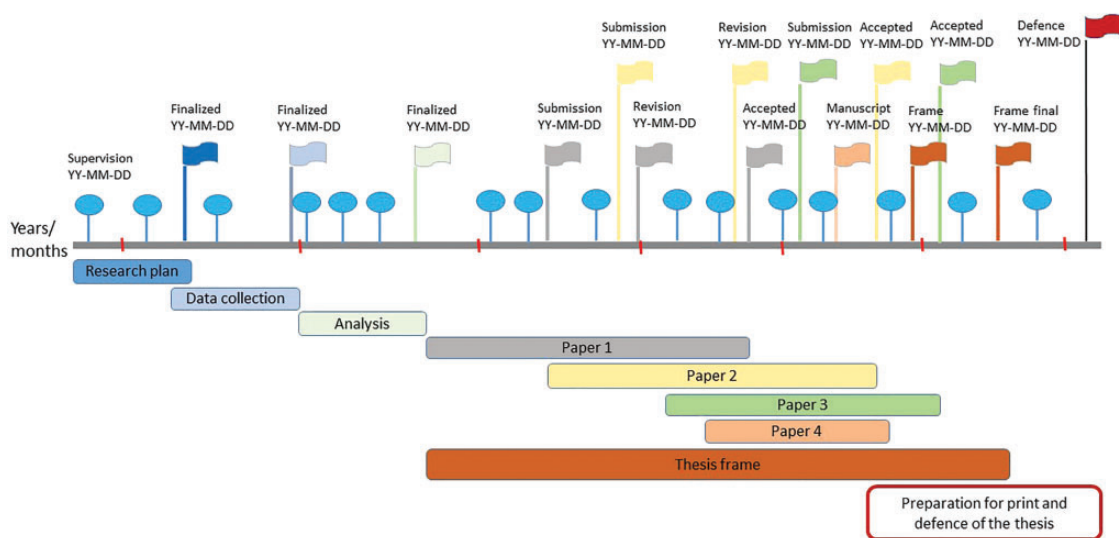 Submission
YY-MM-DD
Revision
YY-MM-DD
Submission
YY-MM-DD
Accepted
YY-MM-DD
Accepted
YY-MM-DD
Defence
YY-MM-DD
Finalized
YY-MM-DD
Finalized
YY-MM-DD
Finalized
YY-MM-DD
Submission
YY-MM-DD
Revision
YY-MM-DD
Accepted
YY-MM-DD
Manuscript
YY-MM-DD
Frame
YY-MM-DD
Frame final
YY-MM-DD
Supervision
YY-MM-DD
Years/
months
Research plan
Data collection
Analysis
Paper 1
Paper 2
Paper 3
Paper 4
Thesis frame
Preparation for print and
defence of the thesis